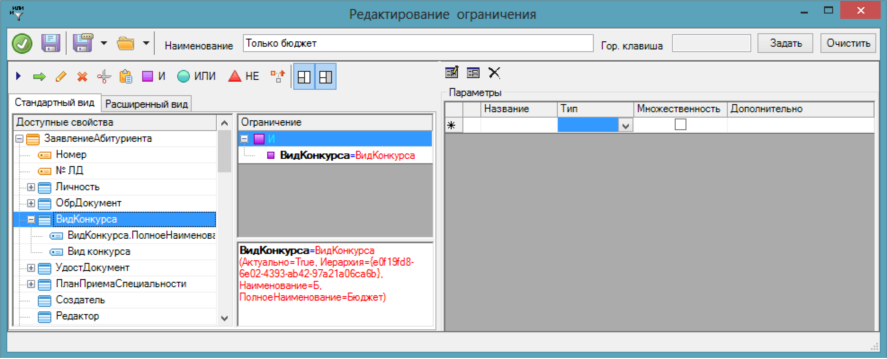 Редактирование ограничения
Наименование
Только бюджет
Гор. клавиша
Задать
Очистить
И
ИЛИ
НЕ
Стандартный вид
Расширенный вид
Доступные свойства
ЗаявлениеАбитуриента
Номер
№ ЛД
Личность
ОбрДокумент
ВидКонкурса
ВидКонкурса.ПолноеНаименова
Вид конкурса
УдостДокумент
ПланПриемаСпециальности
Создатель
Редактор
Ограничение
И
ВидКонкурса=ВидКонкурса
ВидКонкурса=ВидКонкурса
(Актуально=True, Иерархия={e0f19fd8-
6e02-4393-ab42-97a21a06ca6b},
Наименование=Б,
ПолноеНаименование=Бюджет)
Параметры
Название
Тип
Множественность
Дополнительно